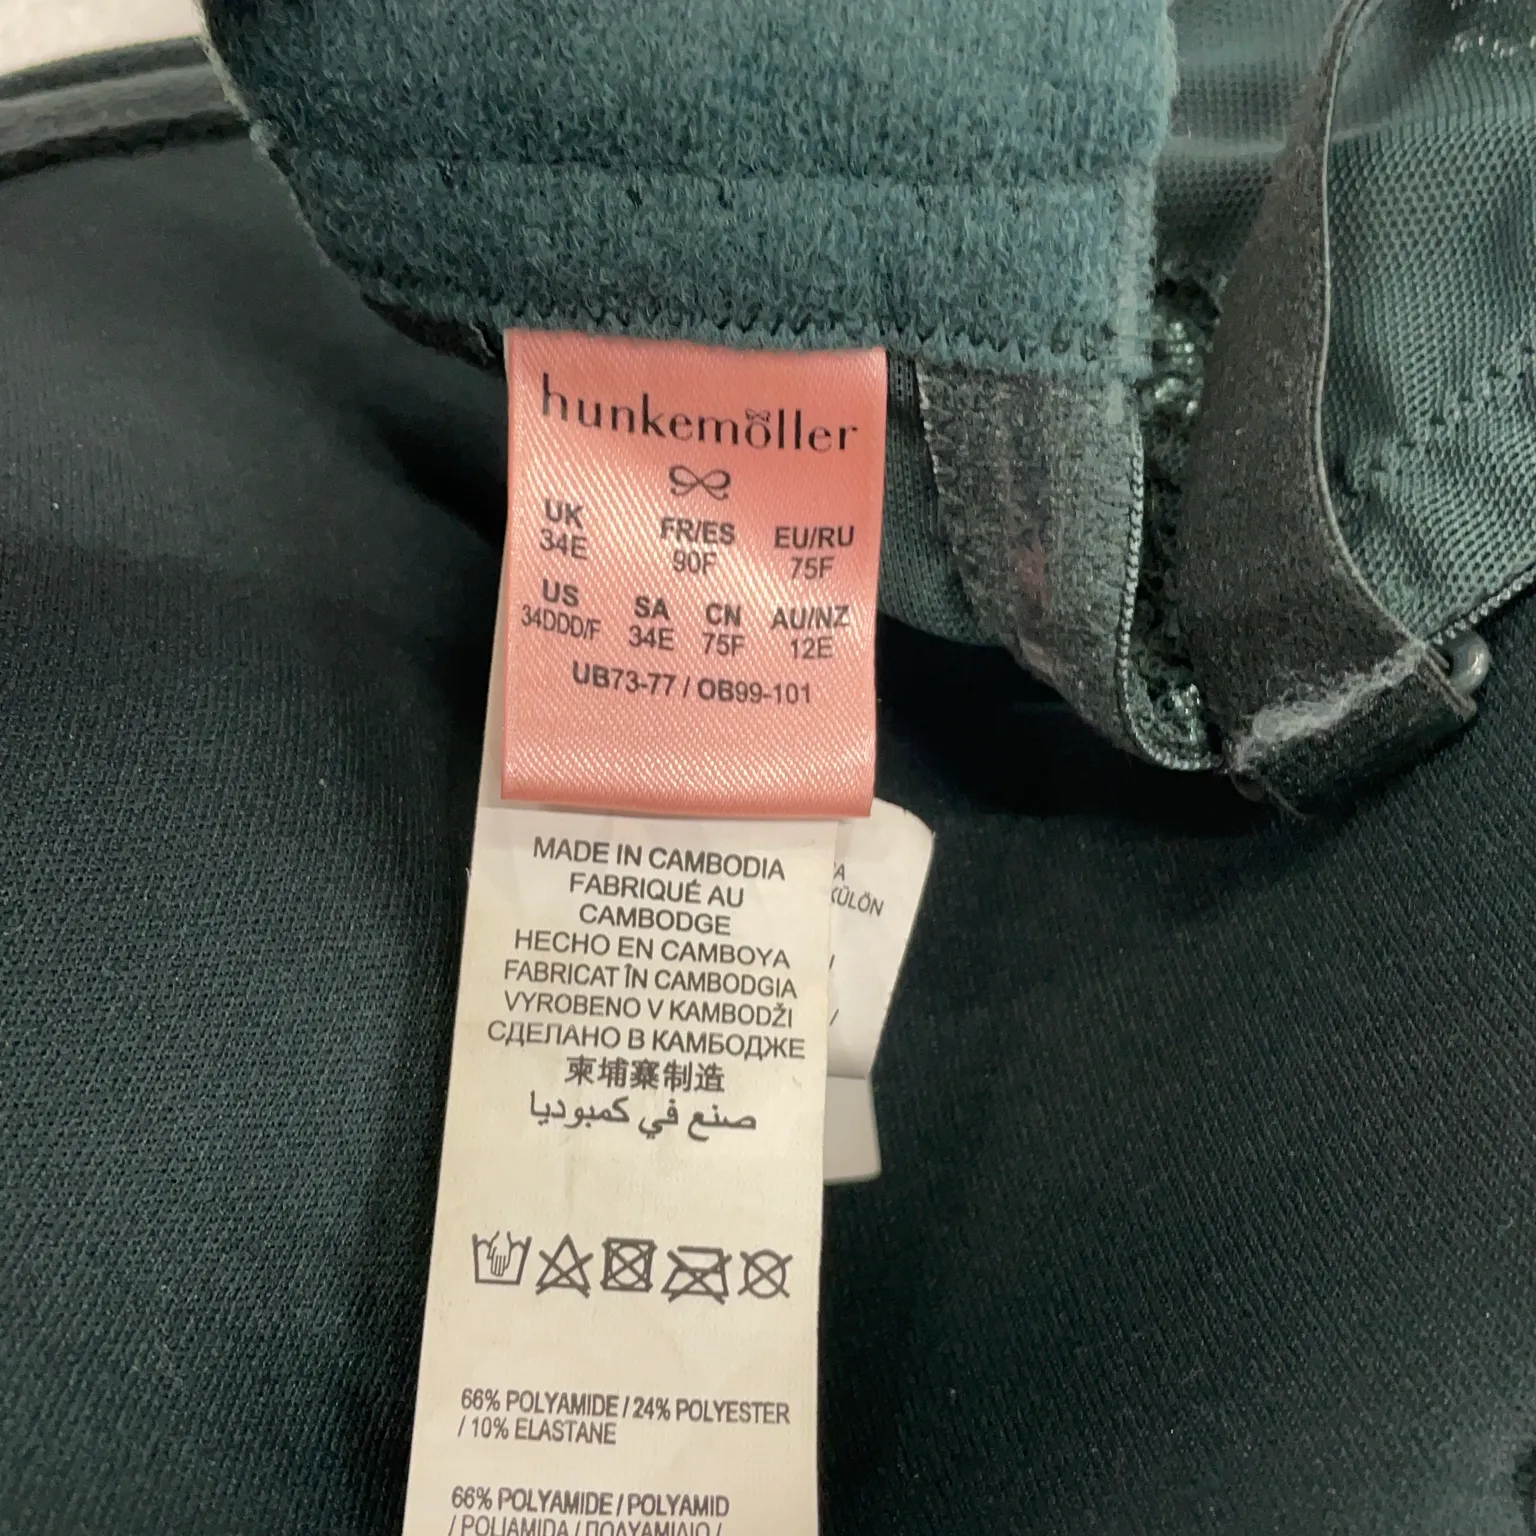 hunkemöller
UK FR/ES EU/RU
34E 90F 75F
US SA CN AU/NZ
34DDD/F 34E 75F 12E
UB73-77 / OB99-101
MADE IN CAMBODIA
FABRIQUÉ AU
CAMBODGE
HECHO EN CAMBOYA
FABRICAT ÎN CAMBODGIA
VYROBENO V KAMBODŽI
СДЕЛАНО В КАМБОДЖЕ
柬埔寨制造
صنع في كمبوديا
66% POLYAMIDE / 24% POLYESTER
/ 10% ELASTANE
66% POLYAMIDE / POLYAMID
/ POLIAMIDA / ΠΟΛΥΑΜΙΔΙΟ /